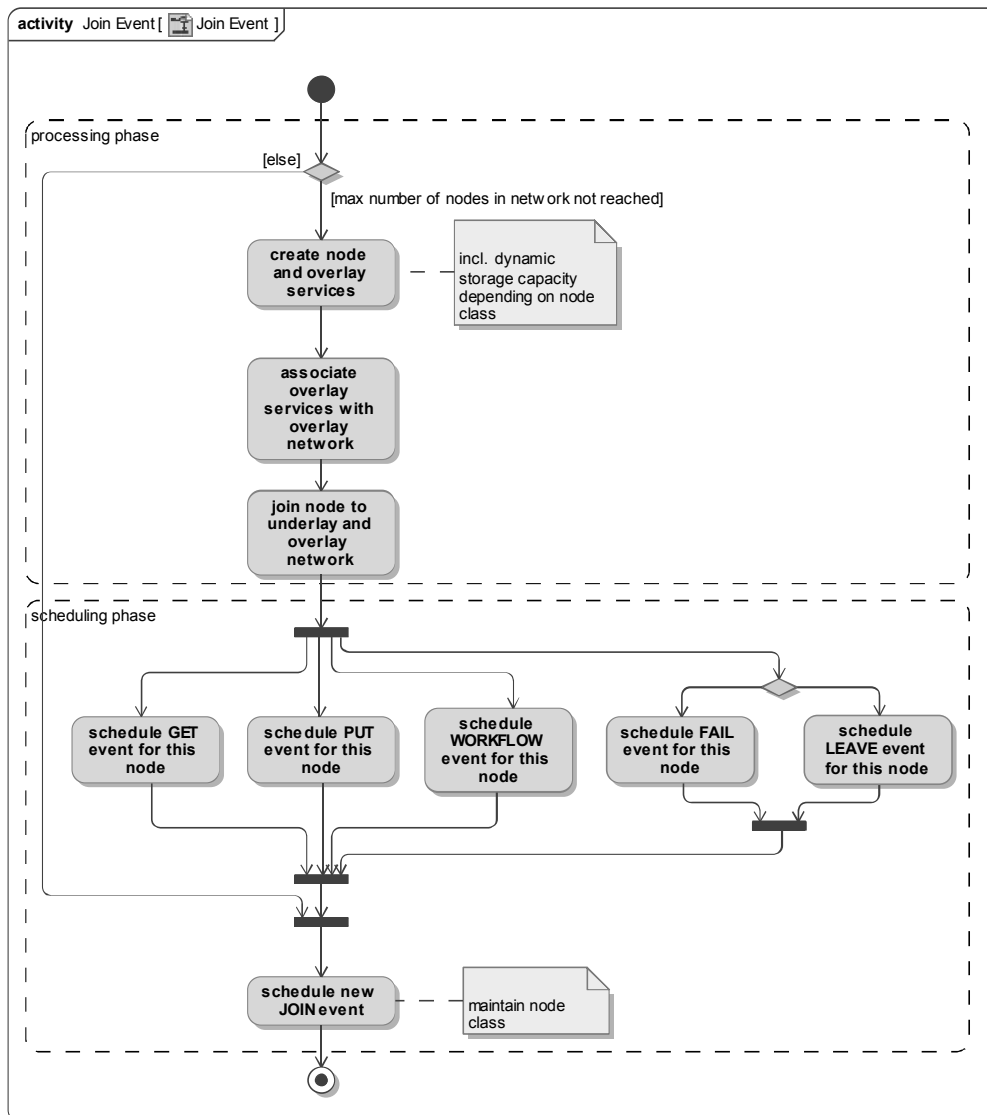 activity Join Event [ Join Event ]
processing phase
[else]
[max number of nodes in network not reached]
create node
and overlay
services
incl. dynamic
storage capacity
depending on node
class
associate
overlay
services with
overlay
network
join node to
underlay and
overlay
network
scheduling phase
schedule GET
event for this
node
schedule PUT
event for this
node
schedule
WORKFLOW
event for this
node
schedule FAIL
event for this
node
schedule
LEAVE event
for this node
schedule new
JOIN event
maintain node
class